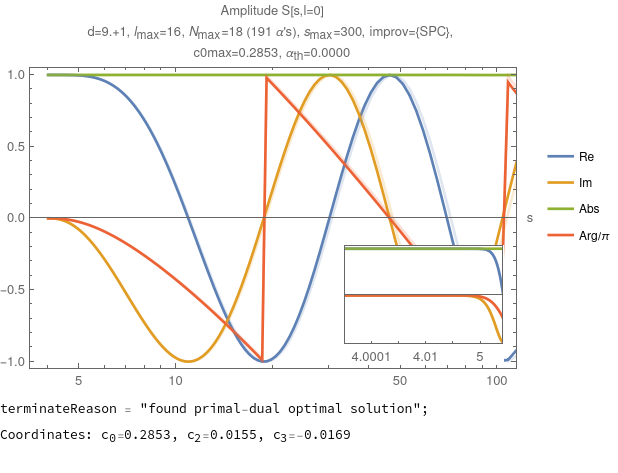 Amplitude S[s,l=0]
d=9.+1, lmax=16, Nmax=18 (191 α's), smax=300, improv={SPC},
c0max=0.2853, αth=0.0000
1.0
0.5
0.0
-0.5
-1.0
5
10
50
100
s
4.0001
4.01
5
Re
Im
Abs
Arg/π
terminateReason = "found primal-dual optimal solution";
Coordinates: c0=0.2853, c2=0.0155, c3=-0.0169